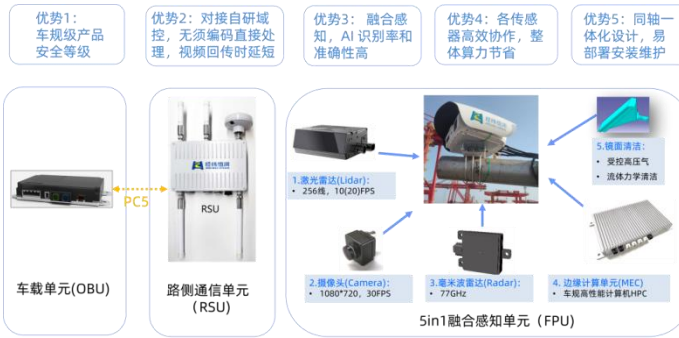 优势1：
车规级产品
安全等级
优势2：对接自研域
控，无须编码直接处
理，视频回传时延短
优势3： 融合感
知，AI 识别率和
准确性高
优势4：各传感
器高效协作，整
体算力节省
优势5：同轴一
体化设计，易
部署安装维护
PC5
车载单元(OBU)
经纬恒润
RSU
路侧通信单元
（RSU)
1.激光雷达(Lidar):
• 256线，10(20)FPS
2.摄像头(Camera):
• 1080*720，30FPS
3.毫米波雷达(Radar):
• 77GHz
4. 边缘计算单元(MEC)
• 车规高性能计算机HPC
5.镜面清洁:
• 受控高压气
• 流体力学清洁
5in1融合感知单元（FPU)